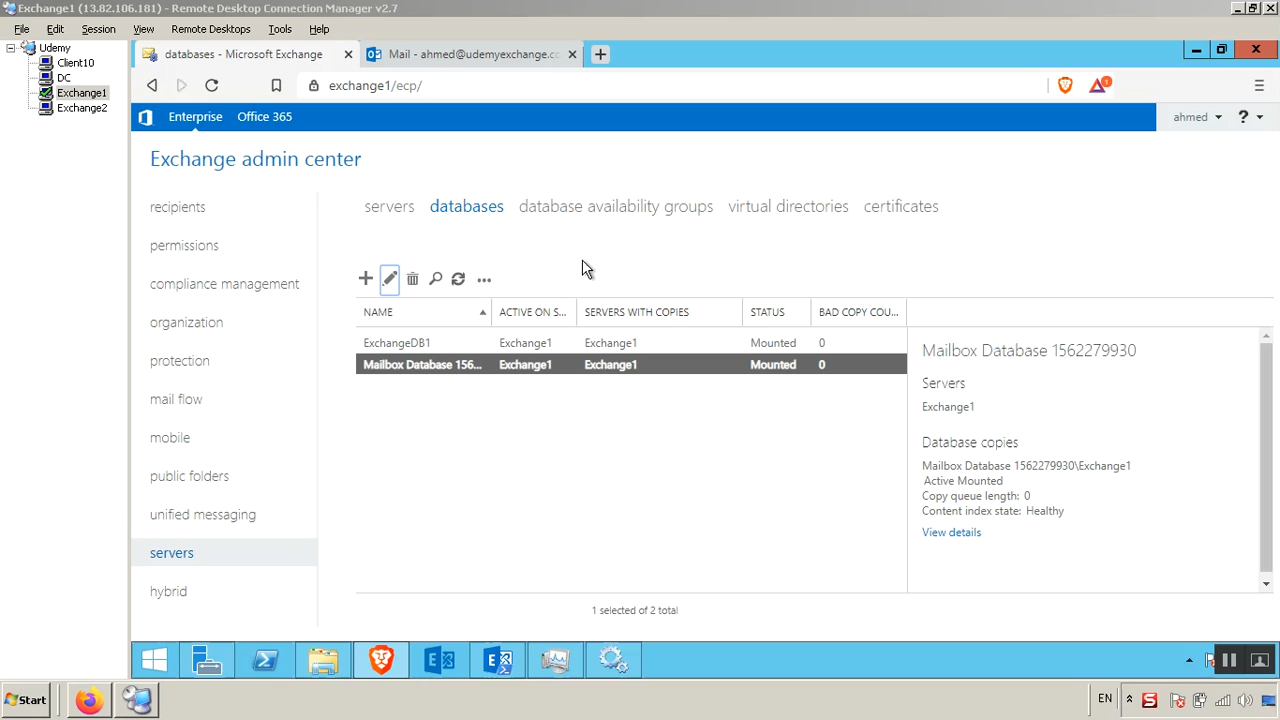 Exchange1 (13.82.106.181) - Remote Desktop Connection Manager v2.7
File Edit Session View Remote Desktops Tools Help
Udemy
Client10
DC
Exchange1
Exchange2
databases - Microsoft Exchange
Mail - ahmed@udemyexchange.cc
exchange1/ecp/
1
Enterprise Office 365
ahmed ?
Exchange admin center
recipients
permissions
compliance management
organization
protection
mail flow
mobile
public folders
unified messaging
servers
hybrid
servers databases database availability groups virtual directories certificates
NAME ACTIVE ON S... SERVERS WITH COPIES STATUS BAD COPY COU...
ExchangeDB1 Exchange1 Exchange1 Mounted 0
Mailbox Database 156... Exchange1 Exchange1 Mounted 0
1 selected of 2 total
Mailbox Database 1562279930
Servers
Exchange1
Database copies
Mailbox Database 1562279930\Exchange1
Active Mounted
Copy queue length: 0
Content index state: Healthy
View details
Start
EN